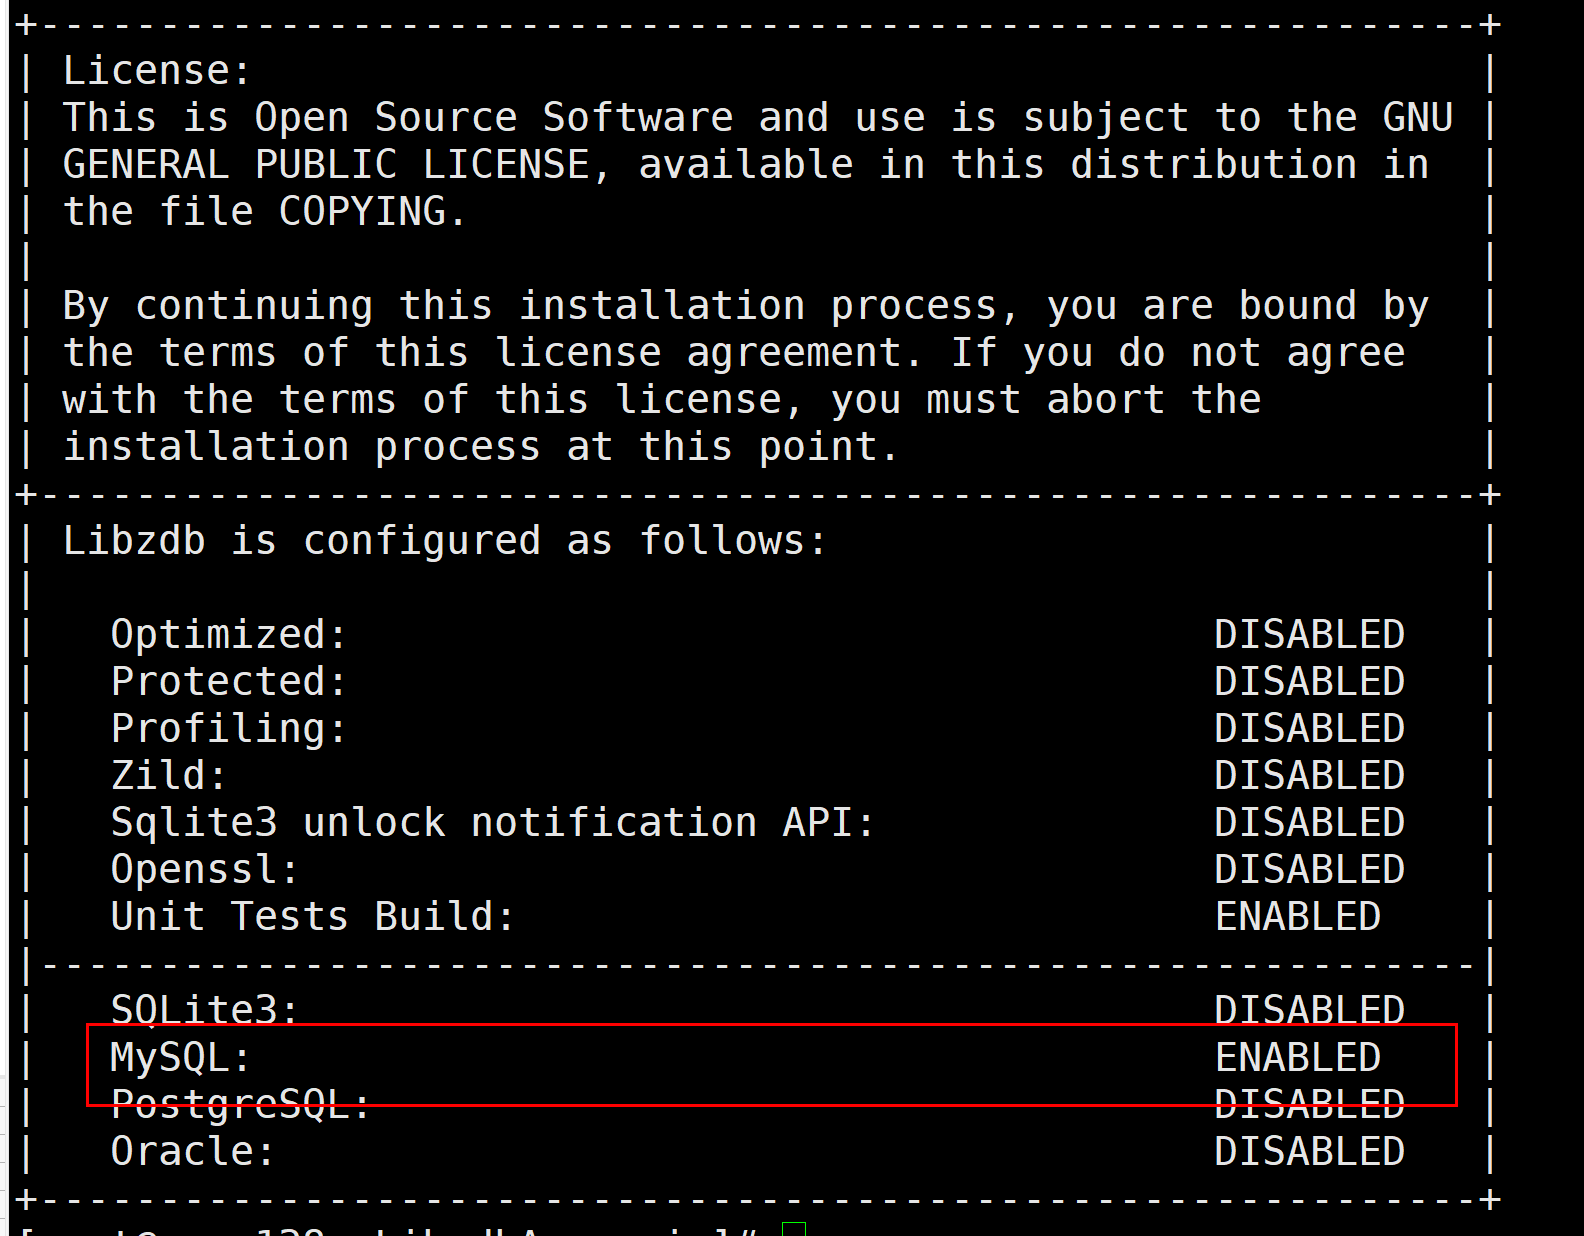 +------------------------------------------------------------+
| License: |
| This is Open Source Software and use is subject to the GNU |
| GENERAL PUBLIC LICENSE, available in this distribution in |
| the file COPYING. |
| |
| By continuing this installation process, you are bound by |
| the terms of this license agreement. If you do not agree |
| with the terms of this license, you must abort the |
| installation process at this point. |
+------------------------------------------------------------+
| Libzdb is configured as follows: |
| |
| Optimized: DISABLED |
| Protected: DISABLED |
| Profiling: DISABLED |
| Zild: DISABLED |
| Sqlite3 unlock notification API: DISABLED |
| Openssl: DISABLED |
| Unit Tests Build: ENABLED |
|------------------------------------------------------------|
| SQLite3: DISABLED |
| MySQL: ENABLED |
| PostgreSQL: DISABLED |
| Oracle: DISABLED |
+------------------------------------------------------------+